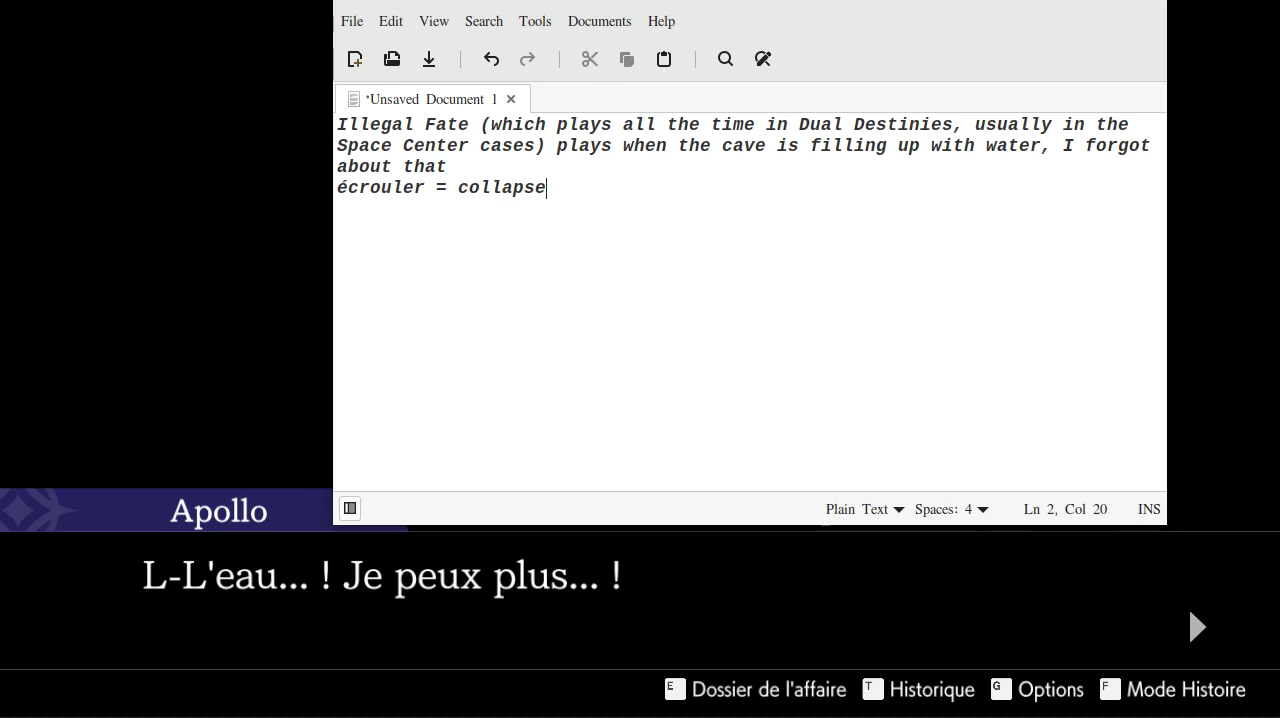 File Edit View Search Tools Documents Help
*Unsaved Document 1
Illegal Fate (which plays all the time in Dual Destinies, usually in the
Space Center cases) plays when the cave is filling up with water, I forgot
about that
écrouler = collapse
Plain Text Spaces: 4 Ln 2, Col 20 INS
Apollo
L-L'eau... ! Je peux plus... !
E Dossier de l'affaire T Historique G Options F Mode Histoire